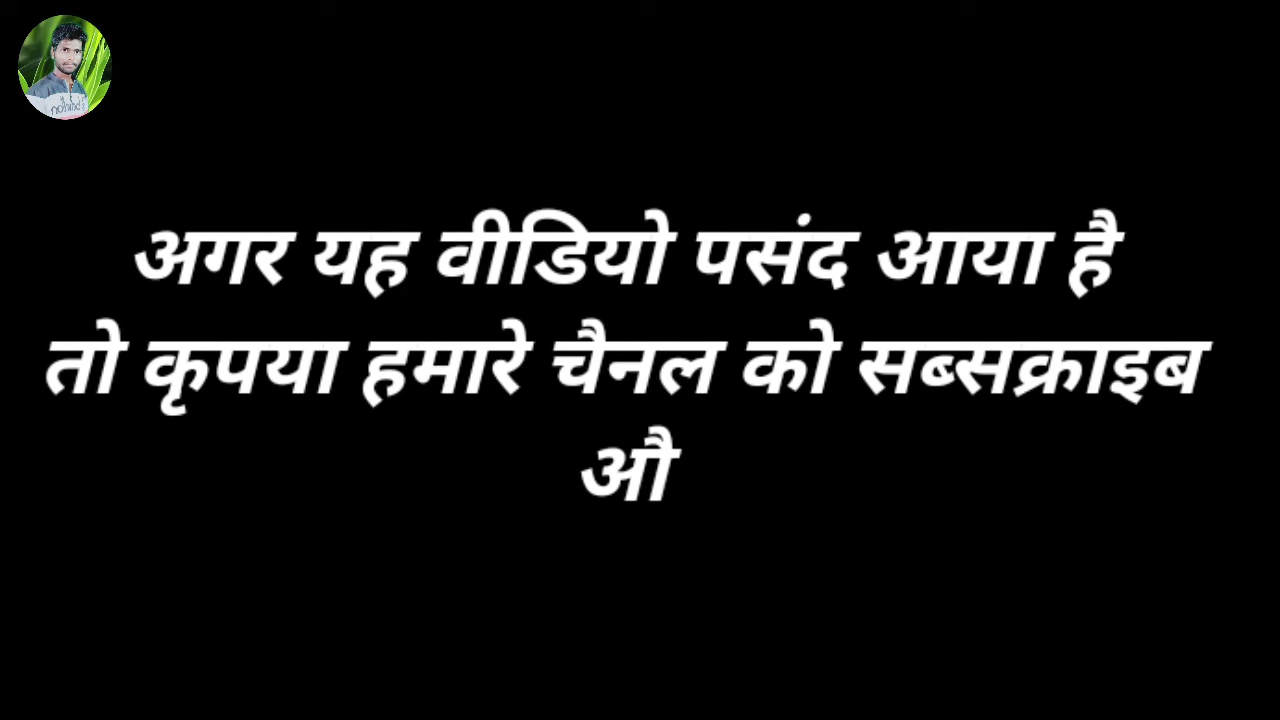 अगर यह वीडियो पसंद आया है
तो कृपया हमारे चैनल को सब्सक्राइब
औ